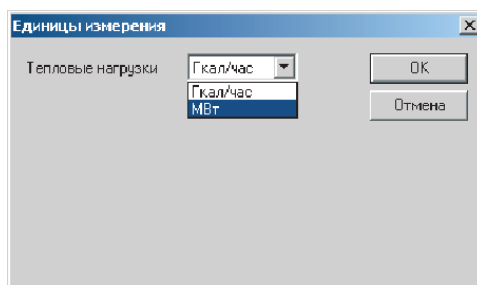 Единицы измерения
Тепловые нагрузки Гкал/час OK
Гкал/час
МВт Отмена